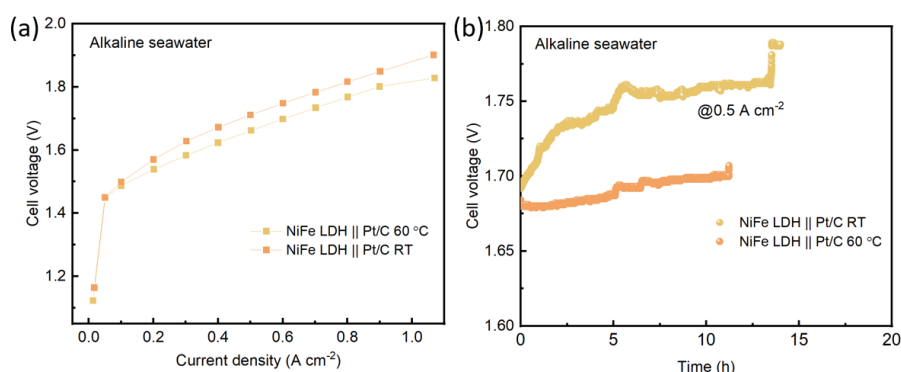 (a)
Alkaline seawater
Cell voltage (V)
2.0
1.8
1.6
1.4
1.2
NiFe LDH || Pt/C 60 °C
NiFe LDH || Pt/C RT
0.0 0.2 0.4 0.6 0.8 1.0
Current density (A cm⁻²)
(b)
Alkaline seawater
Cell voltage (V)
1.80
1.75
1.70
1.65
1.60
@0.5 A cm⁻²
NiFe LDH || Pt/C RT
NiFe LDH || Pt/C 60 °C
0 5 10 15 20
Time (h)